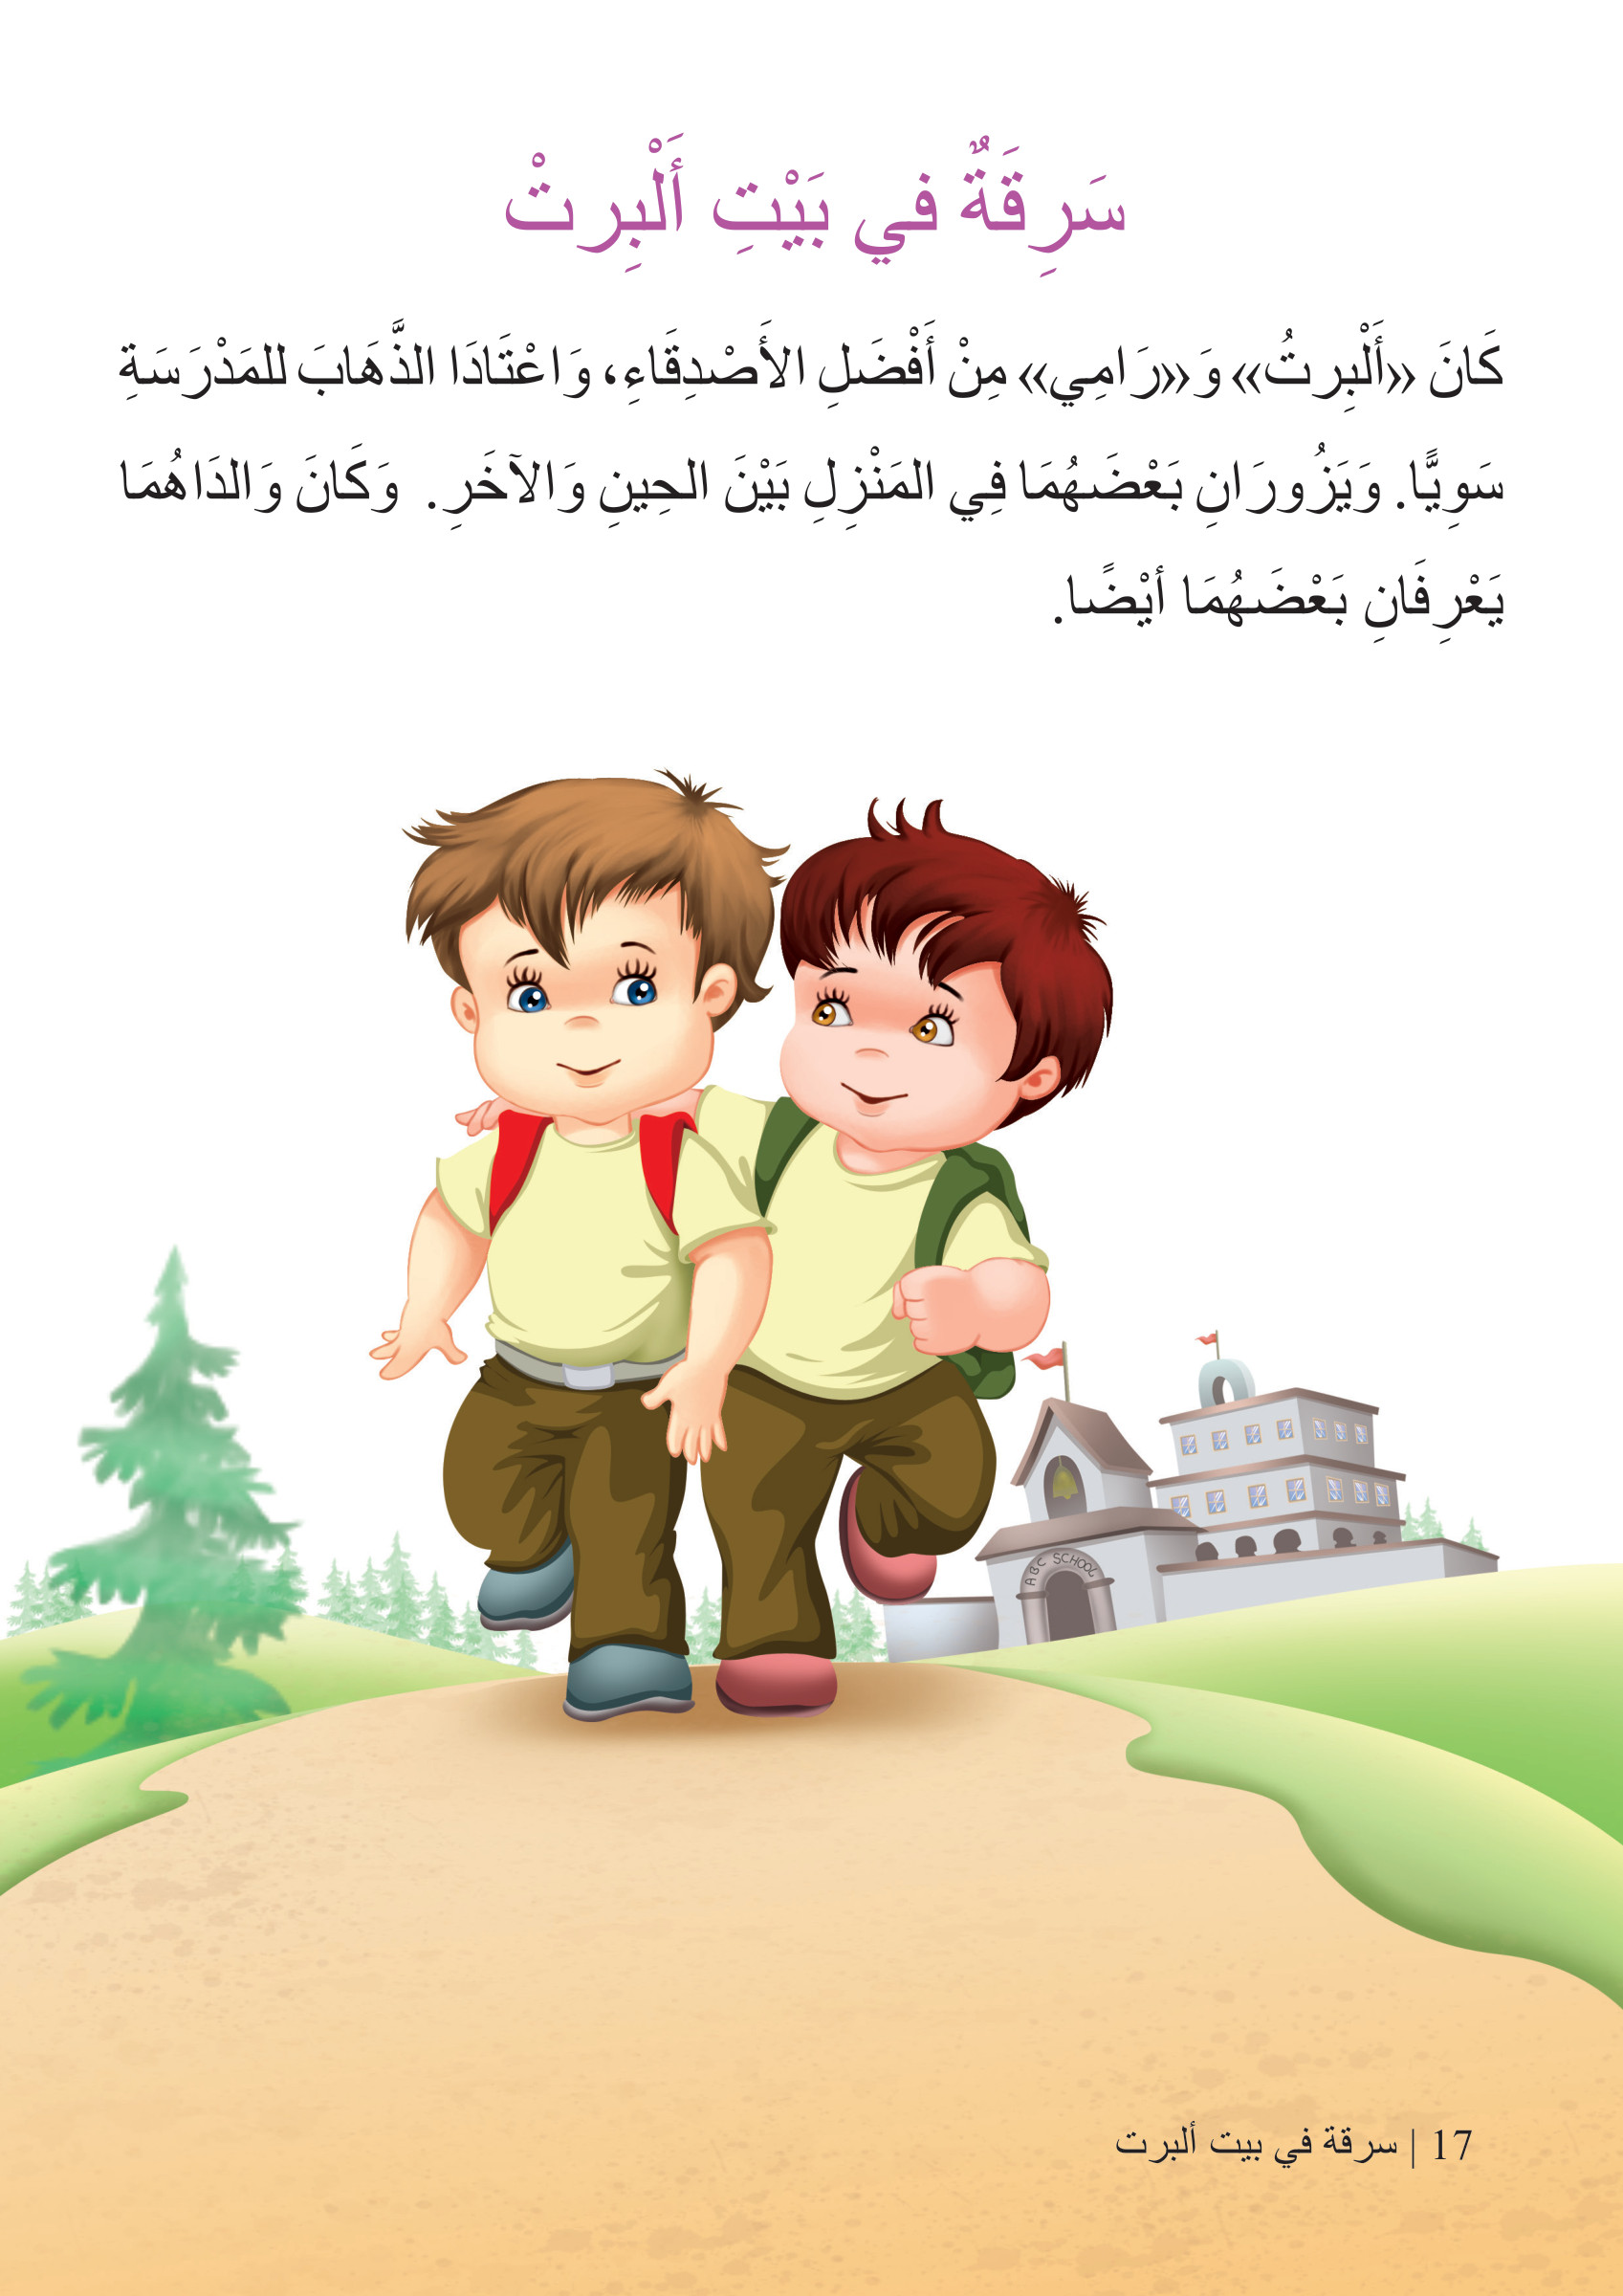 سَرِقَةٌ في بَيْتِ أَلْبِرتْ
كَانَ «أَلْبِرتُ» وَ«رَامِي» مِنْ أَفْضَلِ الأَصْدِقَاءِ، وَاعْتَادَا الذَّهَابَ للمَدْرَسَةِ
سَوِيًّا. وَيَزُورَانِ بَعْضَهُمَا فِي المَنْزِلِ بَيْنَ الحِينِ وَالآخَرِ. وَكَانَ وَالدَاهُمَا
يَعْرِفَانِ بَعْضَهُمَا أيْضًا.
ABC SCHOOL
17 | سرقة في بيت ألبرت